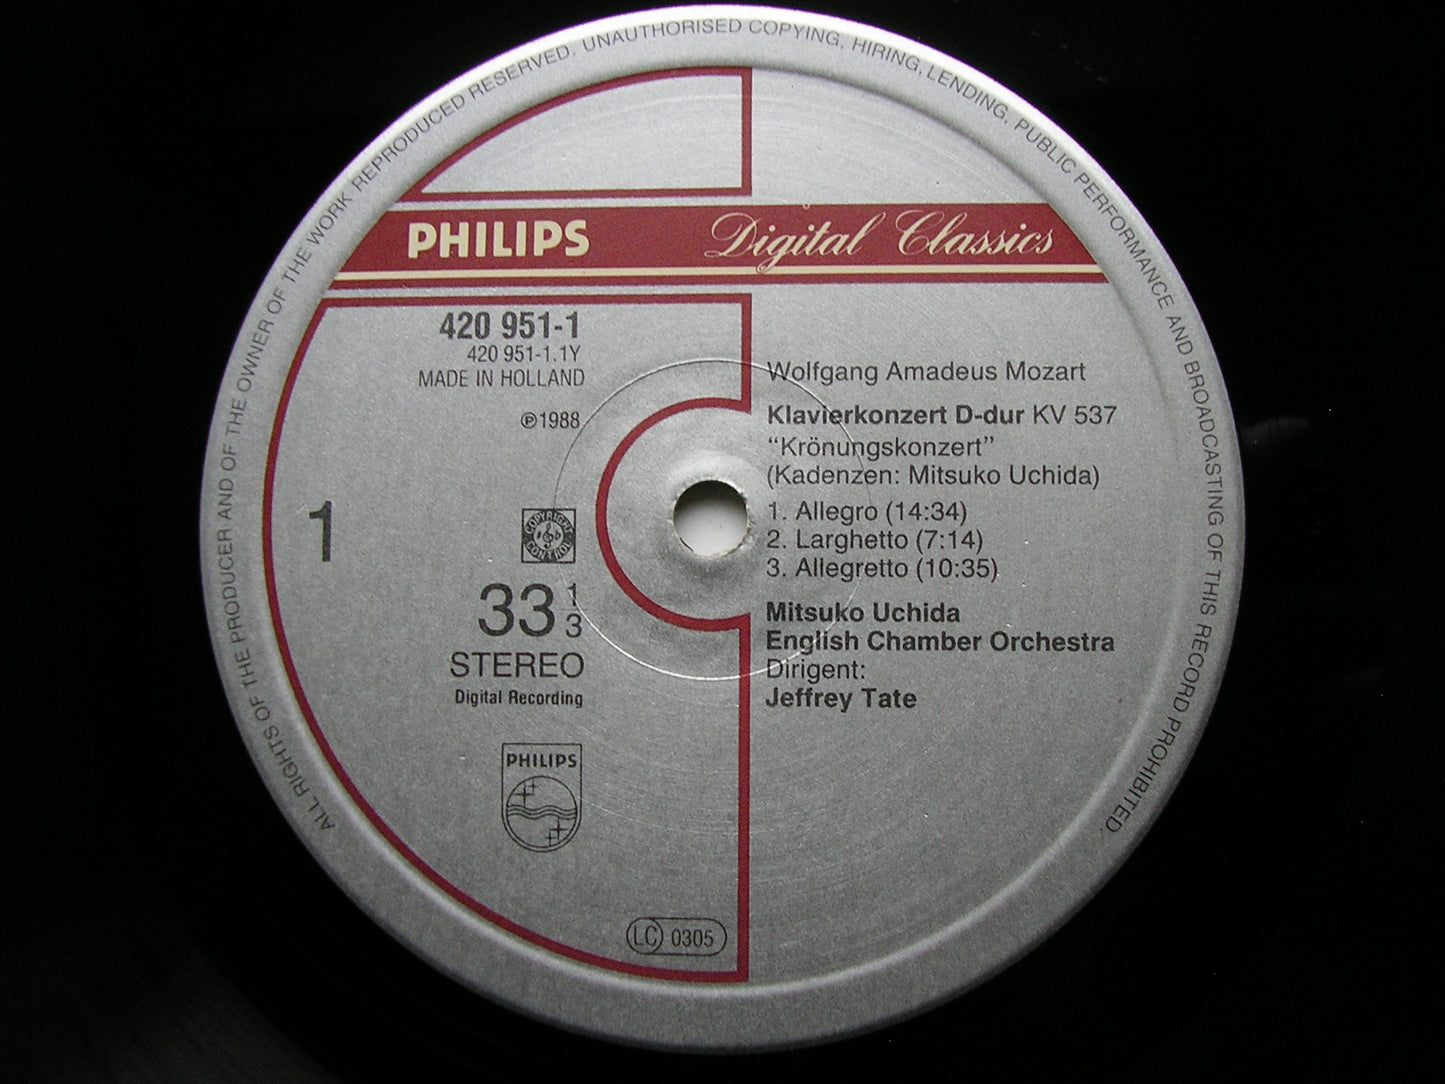 ALL RIGHTS OF THE PRODUCER AND OF THE OWNER OF THE WORK REPRODUCED RESERVED. UNAUTHORISED COPYING, HIRING, LENDING, PUBLIC PERFORMANCE AND BROADCASTING OF THIS RECORD PROHIBITED.
PHILIPS Digital Classics
420 951-1
420 951-1.1Y
MADE IN HOLLAND
℗1988
1
COPYRIGHT
CONTROL
33 1/3
STEREO
Digital Recording
PHILIPS
LC 0305
Wolfgang Amadeus Mozart
Klavierkonzert D-dur KV 537
“Krönungskonzert”
(Kadenzen: Mitsuko Uchida)
1. Allegro (14:34)
2. Larghetto (7:14)
3. Allegretto (10:35)
Mitsuko Uchida
English Chamber Orchestra
Dirigent:
Jeffrey Tate